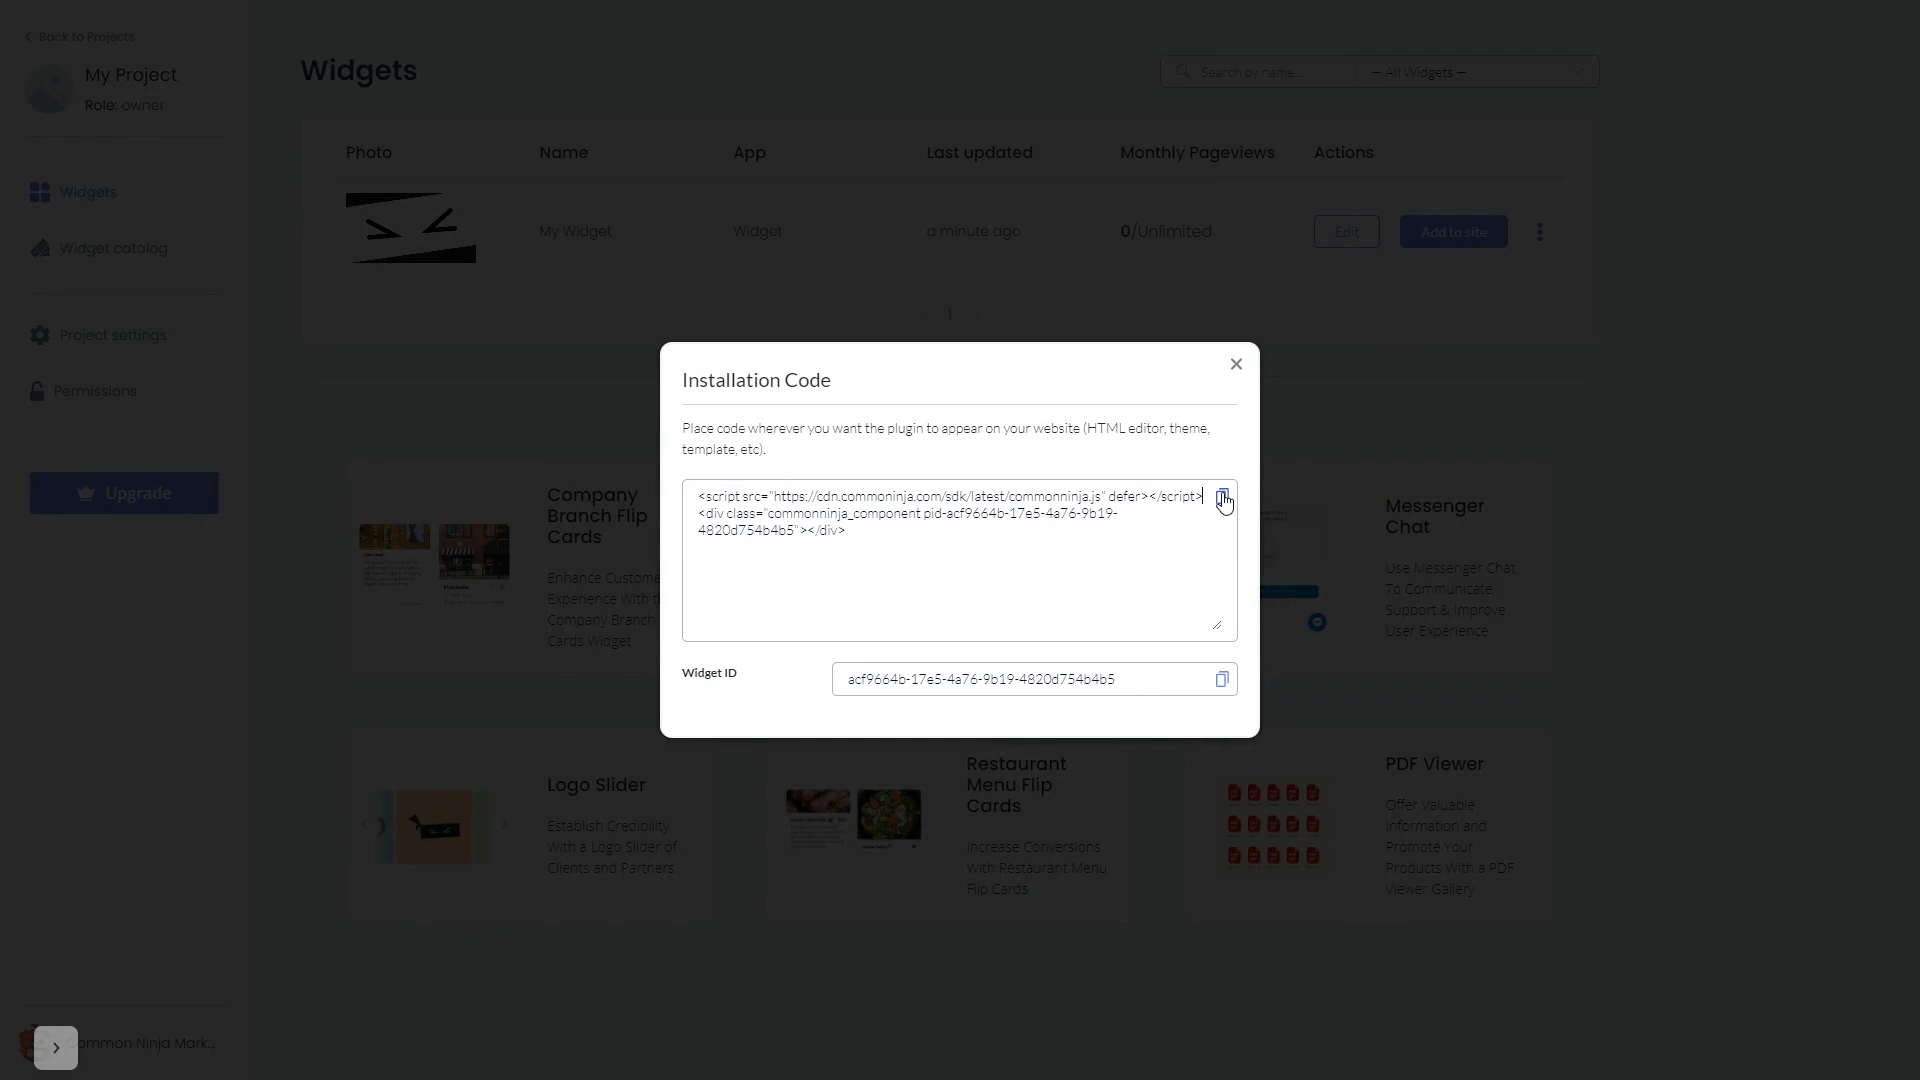 Back to Projects
My Project
Role: owner
Widgets
Widget catalog
Project settings
Permissions
Upgrade
Widgets
Search by name...
— All Widgets —
Photo
Name
App
Last updated
Monthly Pageviews
Actions
My Widget
Widget
a minute ago
0/Unlimited
Edit
Add to site
1
Installation Code
Place code wherever you want the plugin to appear on your website (HTML editor, theme,
template, etc).
<script src="https://cdn.commoninja.com/sdk/latest/commonninja.js" defer></script>
<div class="commonninja_component pid-acf9664b-17e5-4a76-9b19-
4820d754b4b5"></div>
Widget ID
acf9664b-17e5-4a76-9b19-4820d754b4b5
Company
Branch Flip
Cards
Enhance Custome
Experience With
Company Branch
Cards Widget
Messenger
Chat
Use Messenger Chat
To Communicate,
Support & Improve
User Experience
Logo Slider
Establish Credibility
With a Logo Slider of
Clients and Partners
Restaurant
Menu Flip
Cards
Increase Conversions
With Restaurant Menu
Flip Cards
PDF Viewer
Offer Valuable
Information and
Promote Your
Products With a PDF
Viewer Gallery
ommon Ninja Mark...